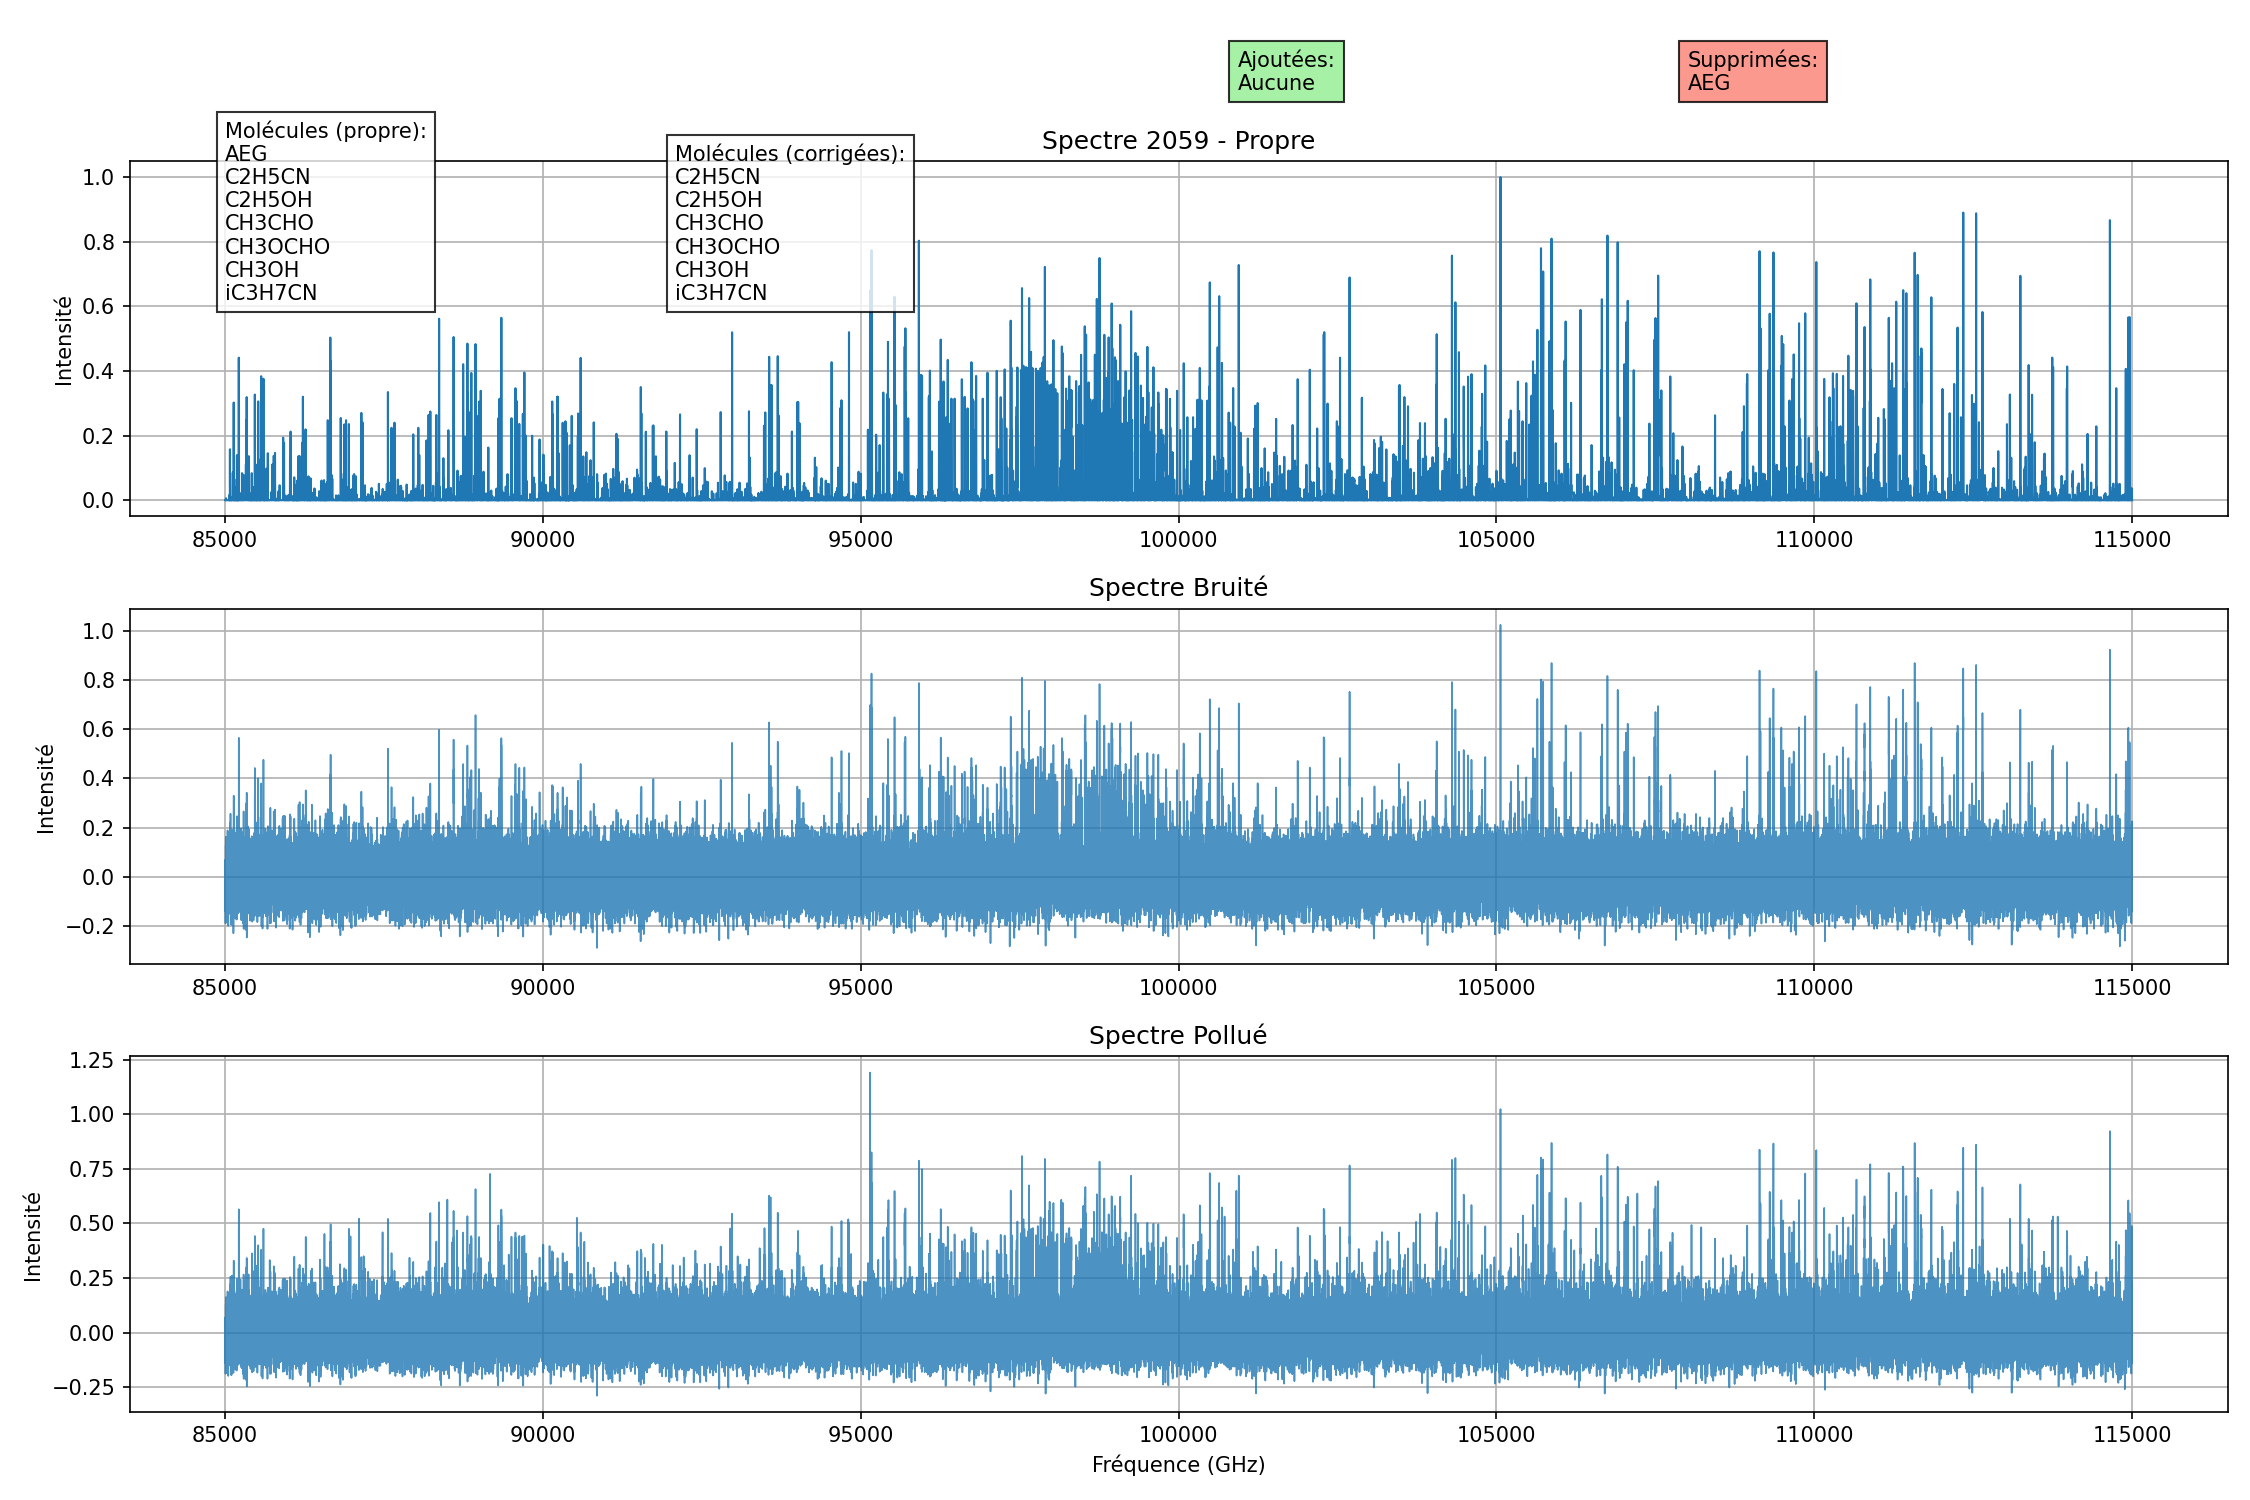 Ajoutées:
Aucune
Supprimées:
AEG
Molécules (propre):
AEG
C2H5CN
C2H5OH
CH3CHO
CH3OCHO
CH3OH
iC3H7CN
Molécules (corrigées):
C2H5CN
C2H5OH
CH3CHO
CH3OCHO
CH3OH
iC3H7CN
Spectre 2059 - Propre
Intensité
1.0
0.8
0.6
0.4
0.2
0.0
85000 90000 95000 100000 105000 110000 115000
Spectre Bruité
Intensité
1.0
0.8
0.6
0.4
0.2
0.0
−0.2
85000 90000 95000 100000 105000 110000 115000
Spectre Pollué
Intensité
1.25
1.00
0.75
0.50
0.25
0.00
−0.25
85000 90000 95000 100000 105000 110000 115000
Fréquence (GHz)